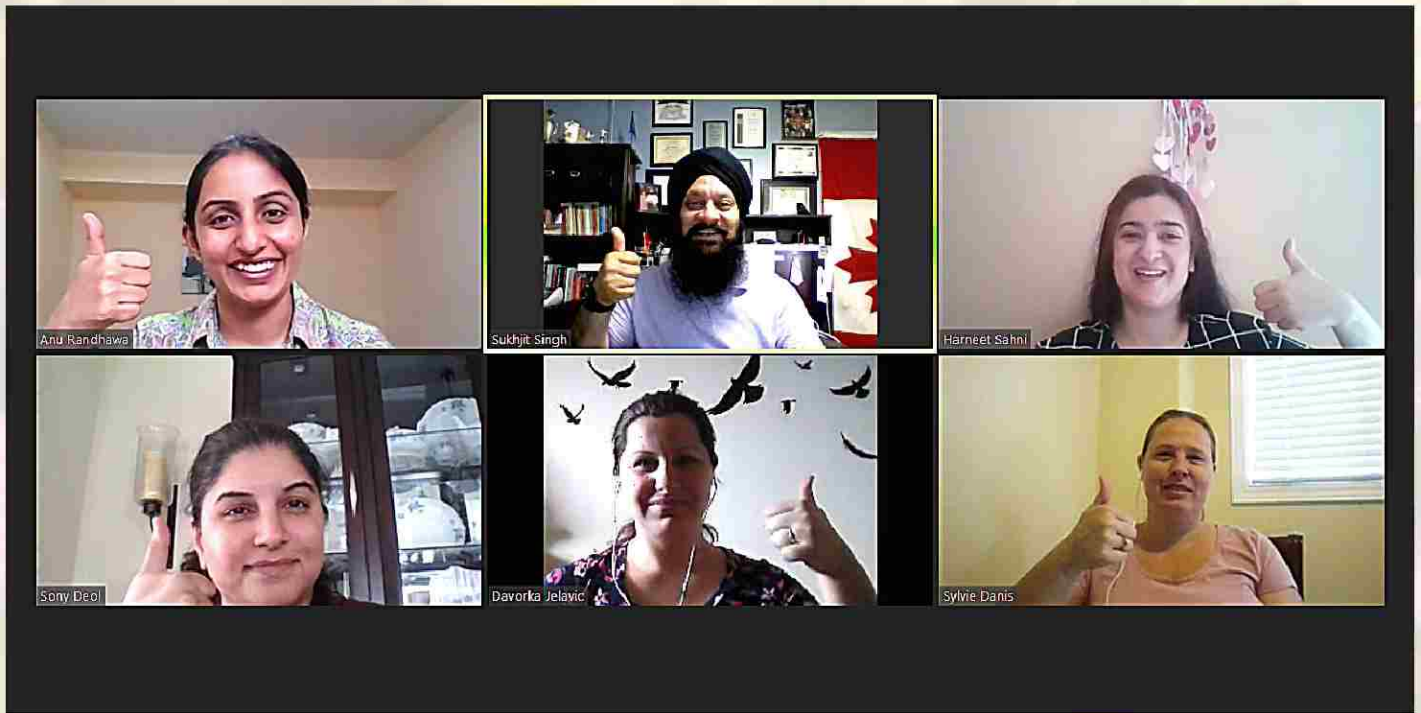 Anu Randhawa
Sukhjit Singh
Harneet Sahni
Sony Deol
Davorka Jelavic
Sylvie Danis